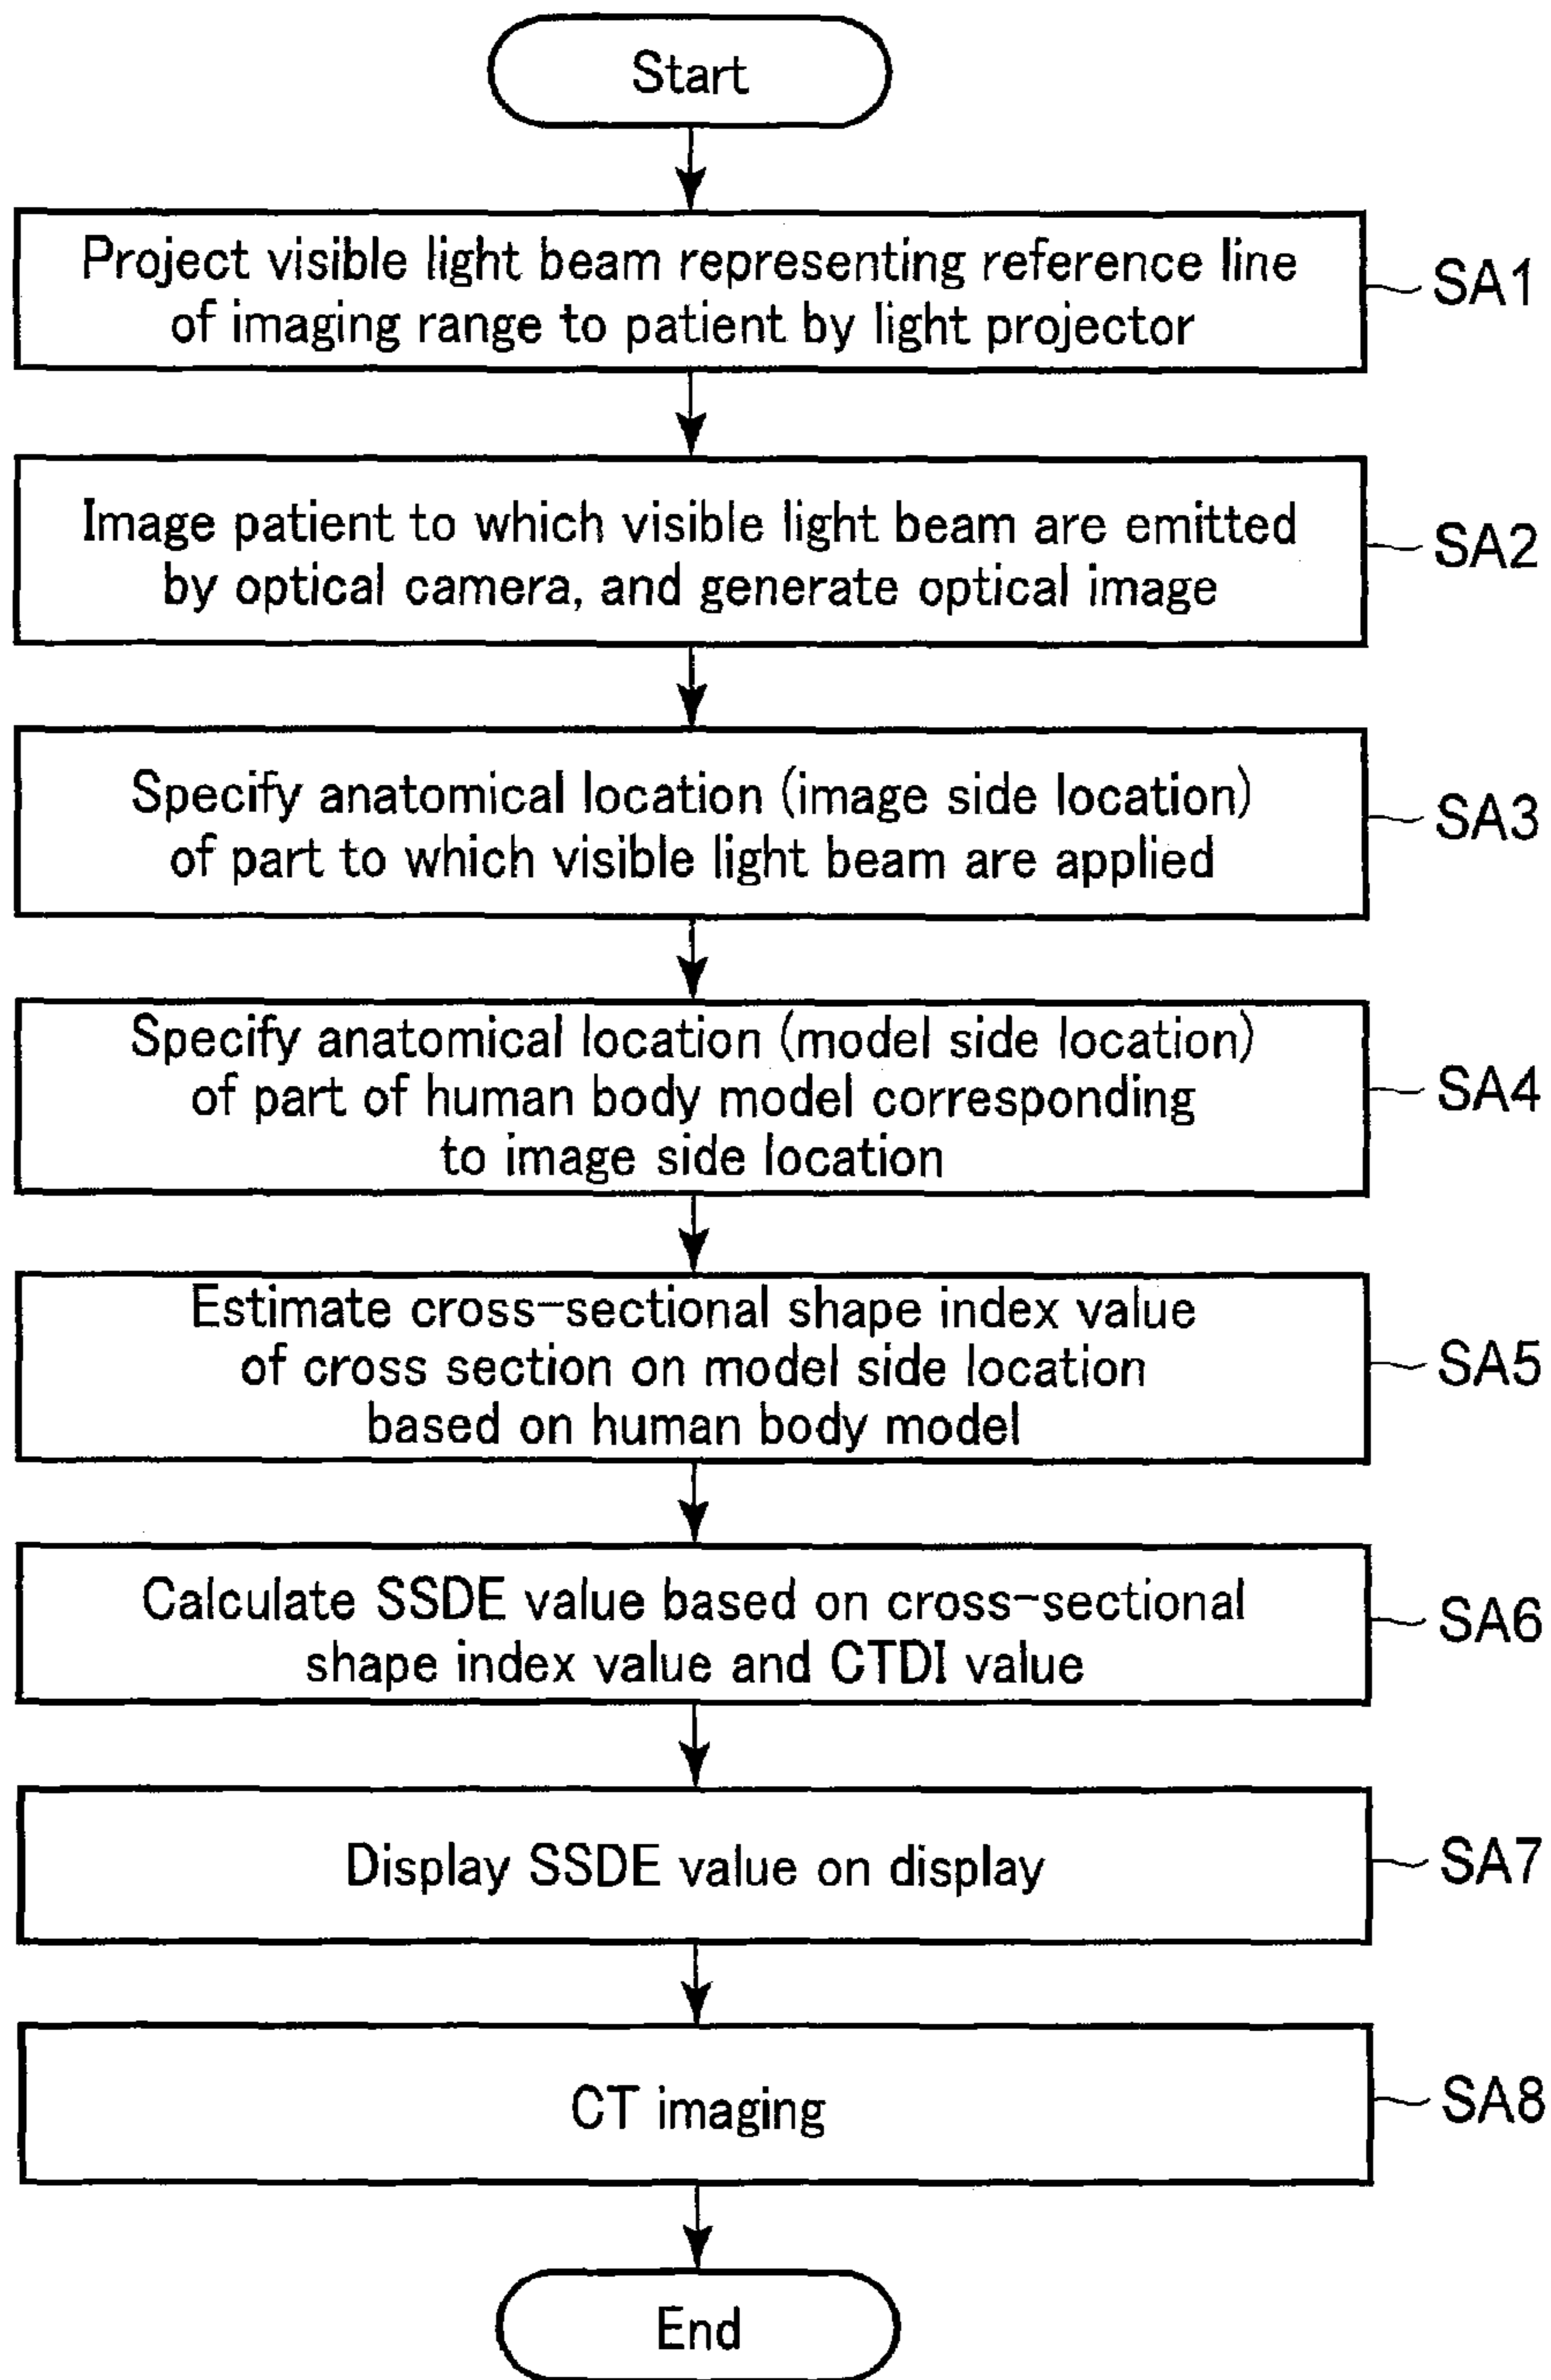 Start
Project visible light beam representing reference line
of imaging range to patient by light projector
SA1
Image patient to which visible light beam are emitted
by optical camera, and generate optical image
SA2
Specify anatomical location (image side location)
of part to which visible light beam are applied
SA3
Specify anatomical location (model side location)
of part of human body model corresponding
to image side location
SA4
Estimate cross-sectional shape index value
of cross section on model side location
based on human body model
SA5
Calculate SSDE value based on cross-sectional
shape index value and CTDI value
SA6
Display SSDE value on display
SA7
CT imaging
SA8
End